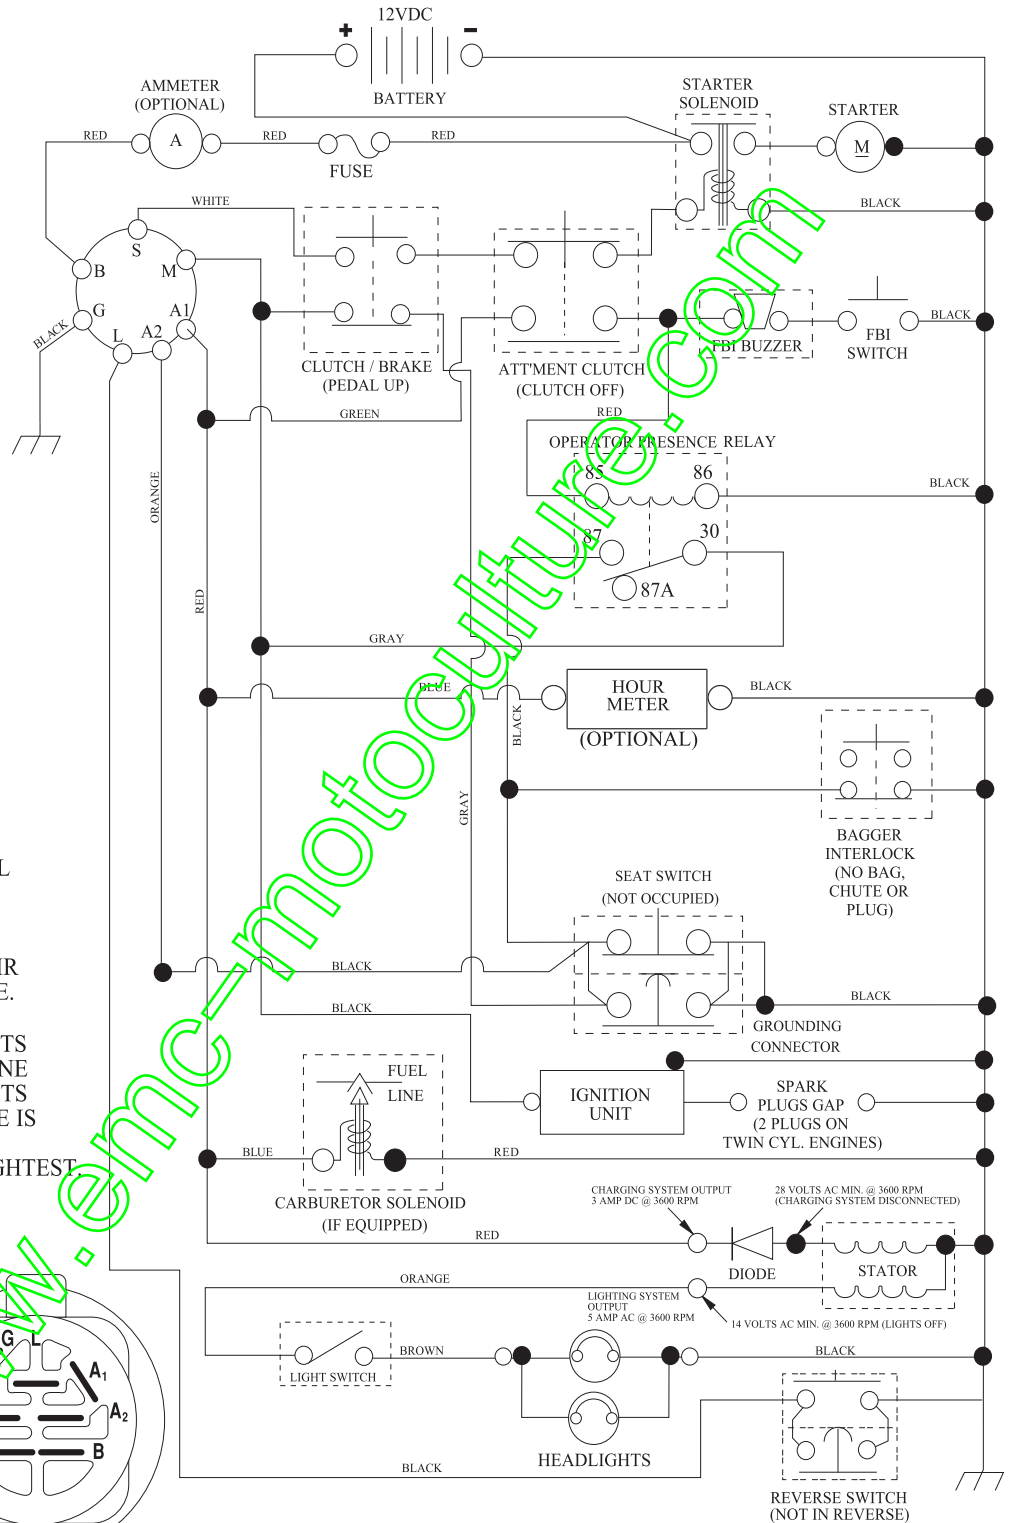 12VDC
+
-
BATTERY
AMMETER
(OPTIONAL)
A
RED
RED
FUSE
RED
STARTER
SOLENOID
STARTER
M
BLACK
WHITE
S
B
M
G
A1
A2
L
BLACK
CLUTCH / BRAKE
(PEDAL UP)
ATT'MENT CLUTCH
(CLUTCH OFF)
FBI BUZZER
FBI
SWITCH
BLACK
GREEN
RED
OPERATOR PRESENCE RELAY
85
86
BLACK
87
30
87A
ORANGE
RED
GRAY
BLUE
HOUR
METER
(OPTIONAL)
BLACK
BLACK
GRAY
BAGGER
INTERLOCK
(NO BAG,
CHUTE OR
PLUG)
SEAT SWITCH
(NOT OCCUPIED)
BLACK
BLACK
BLACK
GROUNDING
CONNECTOR
L
IR
E.
TS
NE
TS
E IS
GHTEST.
FUEL
LINE
IGNITION
UNIT
SPARK
PLUGS GAP
(2 PLUGS ON
TWIN CYL. ENGINES)
BLUE
RED
CARBURETOR SOLENOID
(IF EQUIPPED)
CHARGING SYSTEM OUTPUT
3 AMP DC @ 3600 RPM
28 VOLTS AC MIN. @ 3600 RPM
(CHARGING SYSTEM DISCONNECTED)
RED
DIODE
STATOR
ORANGE
LIGHTING SYSTEM
OUTPUT
5 AMP AC @ 3600 RPM
14 VOLTS AC MIN. @ 3600 RPM (LIGHTS OFF)
LIGHT SWITCH
BROWN
BLACK
HEADLIGHTS
BLACK
REVERSE SWITCH
(NOT IN REVERSE)
G
L
A1
A2
B
w.emc-motoculture.com